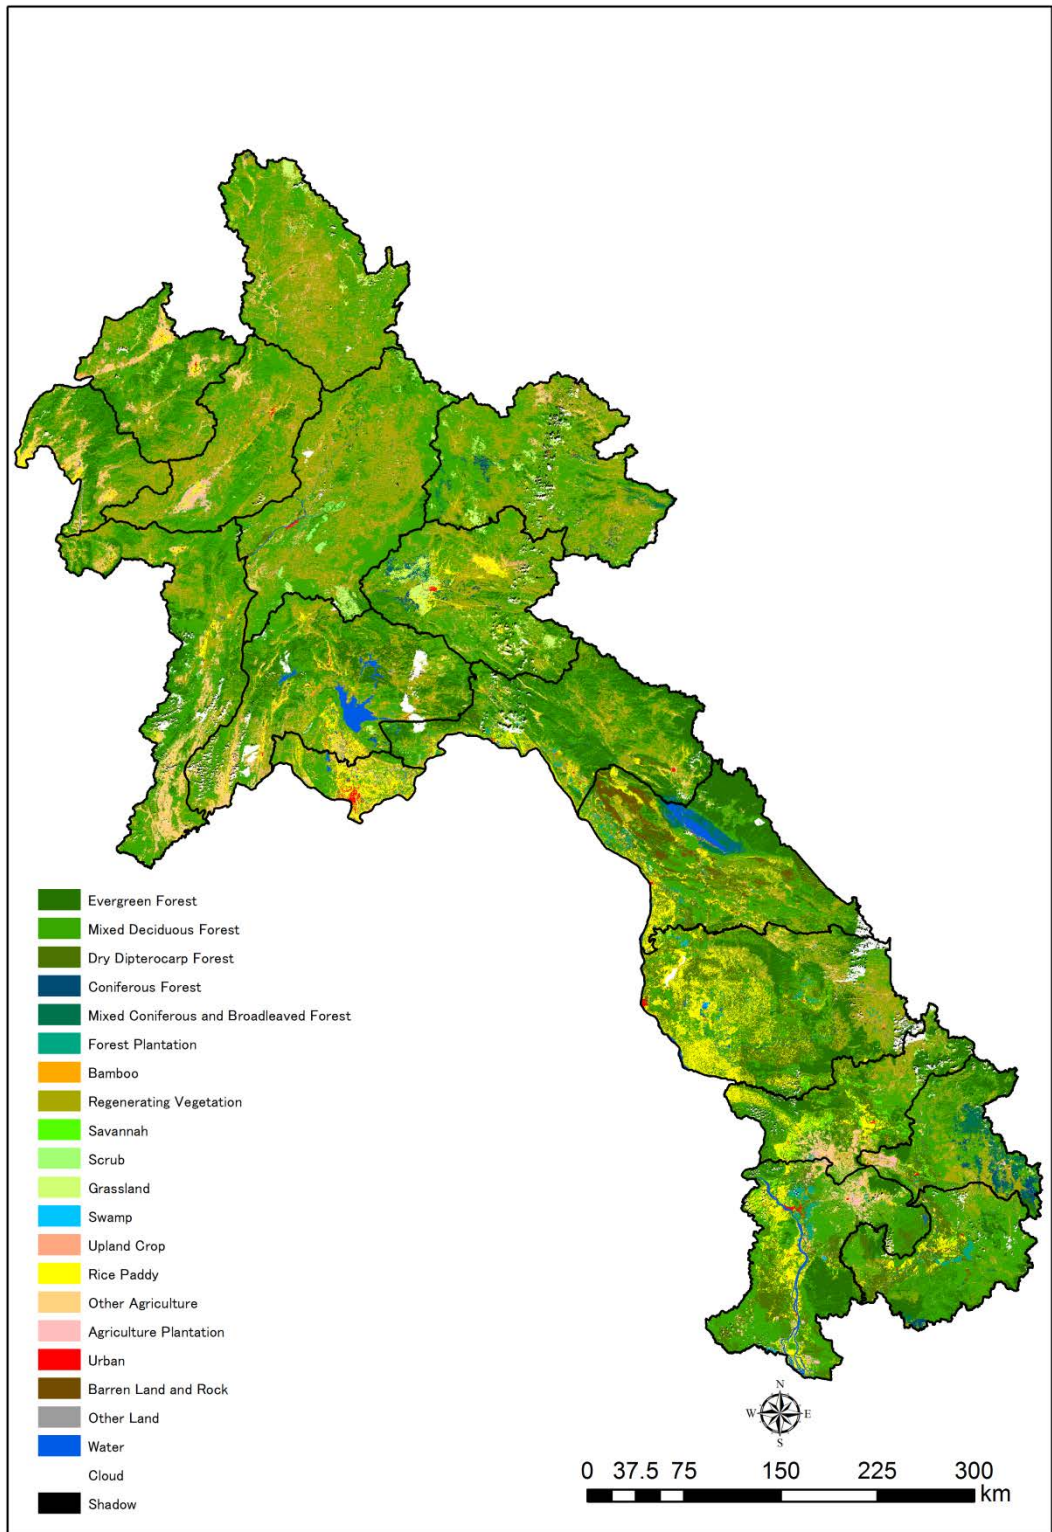 Evergreen Forest
Mixed Deciduous Forest
Dry Dipterocarp Forest
Coniferous Forest
Mixed Coniferous and Broadleaved Forest
Forest Plantation
Bamboo
Regenerating Vegetation
Savannah
Scrub
Grassland
Swamp
Upland Crop
Rice Paddy
Other Agriculture
Agriculture Plantation
Urban
Barren Land and Rock
Other Land
Water
Cloud
Shadow
N
W E
S
0 37.5 75 150 225 300
km